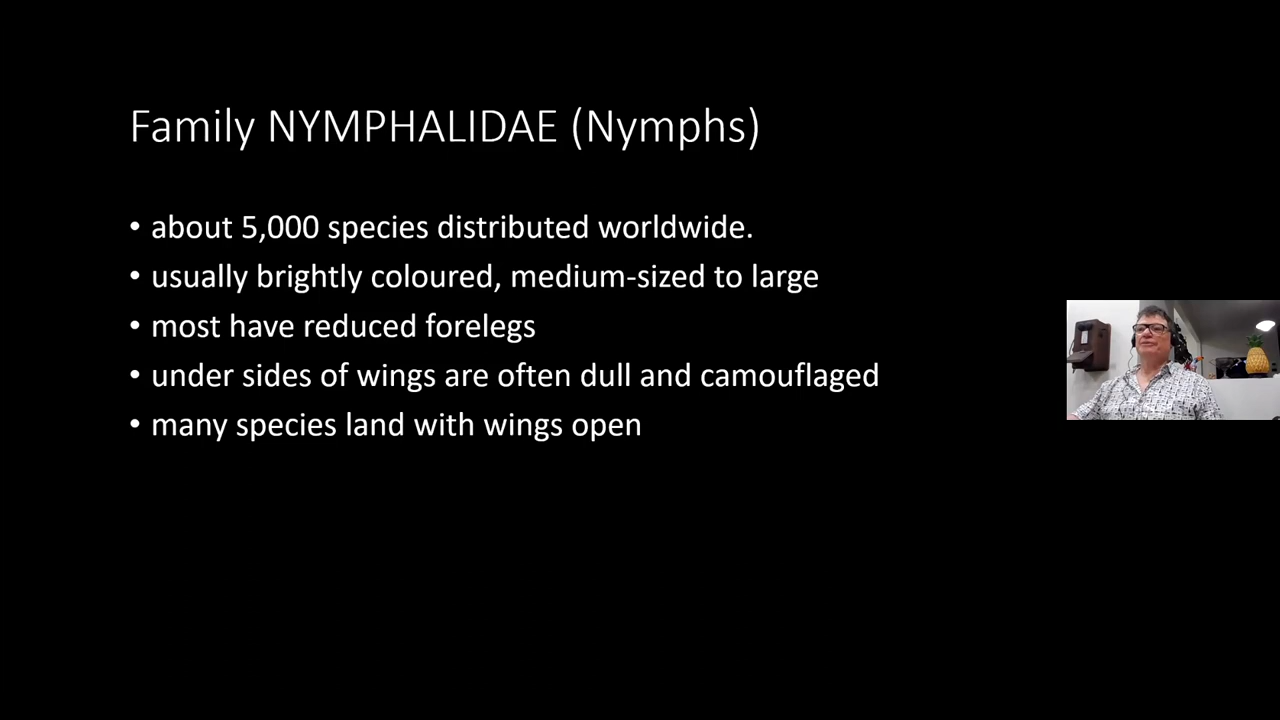 Family NYMPHALIDAE (Nymphs)
• about 5,000 species distributed worldwide.
• usually brightly coloured, medium-sized to large
• most have reduced forelegs
• under sides of wings are often dull and camouflaged
• many species land with wings open